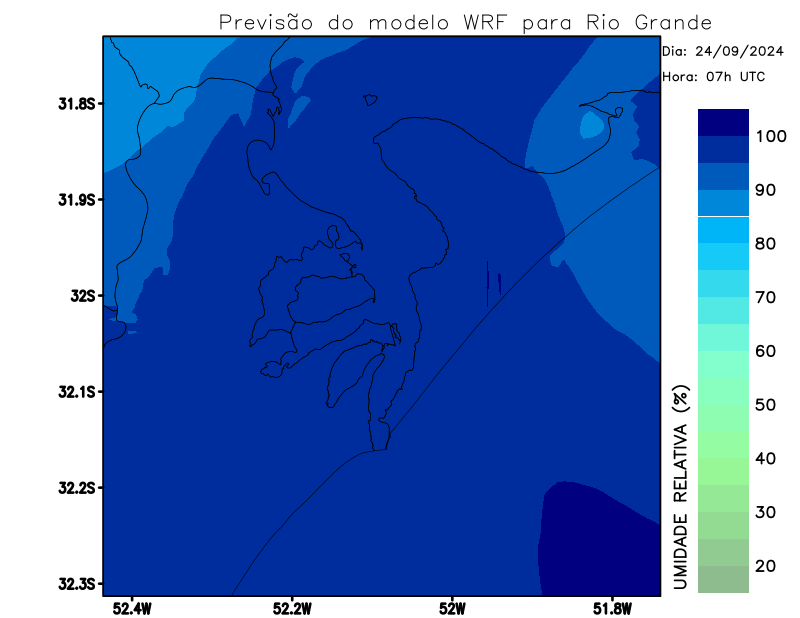 Previsão do modelo WRF para Rio Grande
Dia: 24/09/2024
Hora: 07h UTC
31.8S
31.9S
32S
32.1S
32.2S
32.3S
52.4W
52.2W
52W
51.8W
UMIDADE RELATIVA (%)
100
90
80
70
60
50
40
30
20